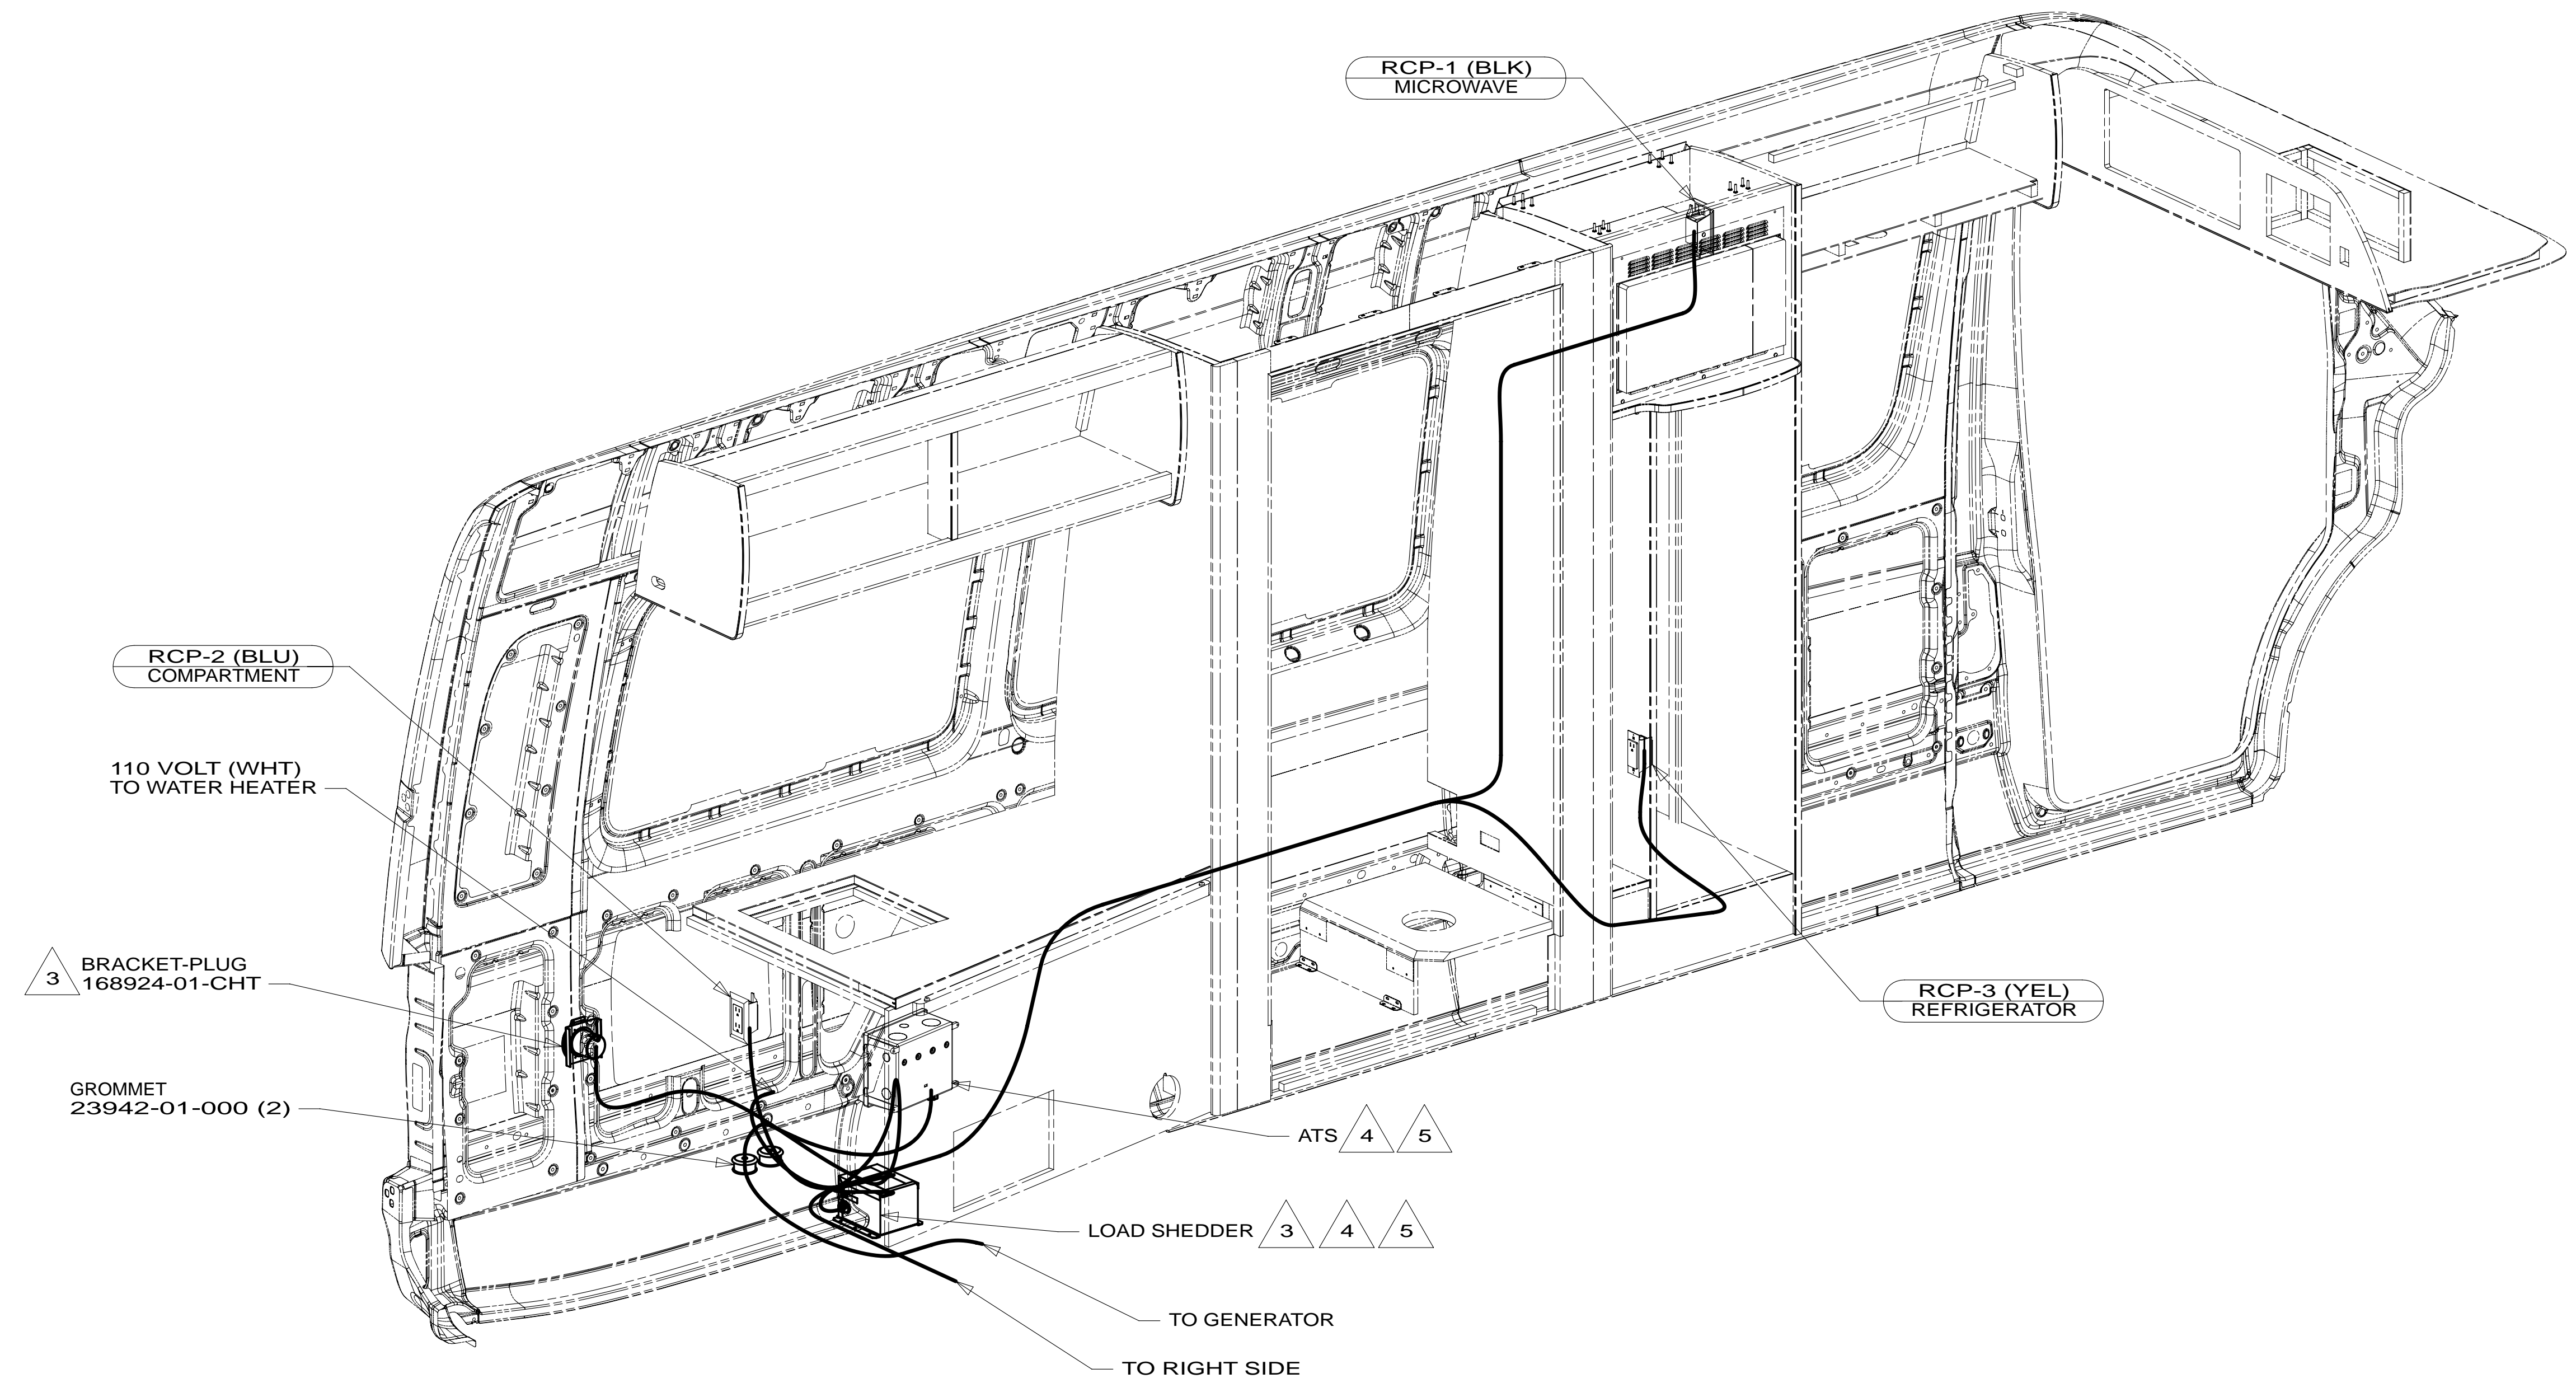 RCP-1 (BLK)
MICROWAVE
RCP-2 (BLU)
COMPARTMENT
110 VOLT (WHT)
TO WATER HEATER
3 BRACKET-PLUG
168924-01-CHT
GROMMET
23942-01-000 (2)
RCP-3 (YEL)
REFRIGERATOR
ATS 4 5
LOAD SHEDDER 3 4 5
TO GENERATOR
TO RIGHT SIDE